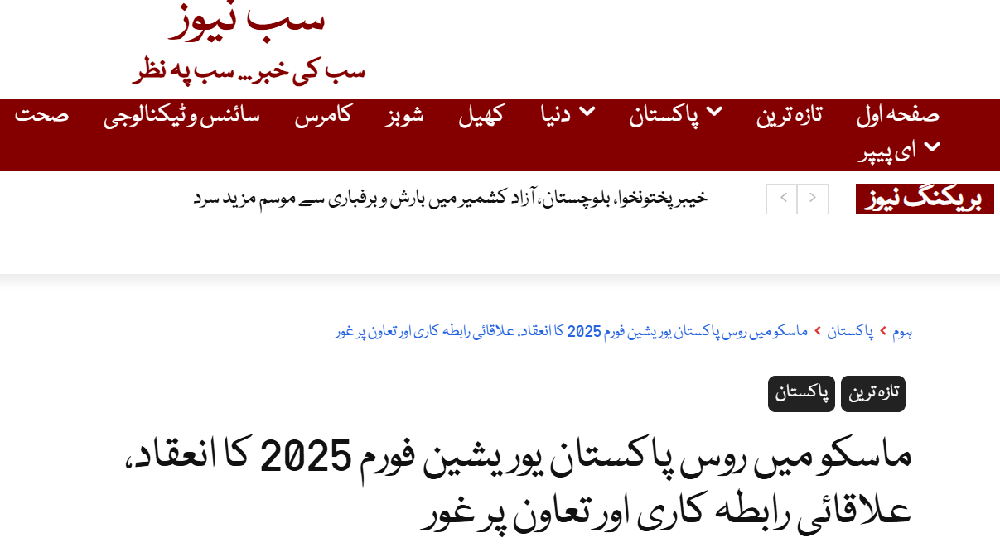 سب نیوز
سب کی خبر... سب پہ نظر
صفحہ اول تازہ ترین پاکستان دنیا کھیل شوبز کامرس سائنس و ٹیکنالوجی صحت
ای پیپر
بریکنگ نیوز خیبر پختونخوا، بلوچستان، آزاد کشمیر میں بارش و برفباری سے موسم مزید سرد
ہوم پاکستان ماسکو میں روس پاکستان یوریشین فورم 2025 کا انعقاد، علاقائی رابطہ کاری اور تعاون پر غور
تازہ ترین پاکستان
ماسکو میں روس پاکستان یوریشین فورم 2025 کا انعقاد،
علاقائی رابطہ کاری اور تعاون پر غور